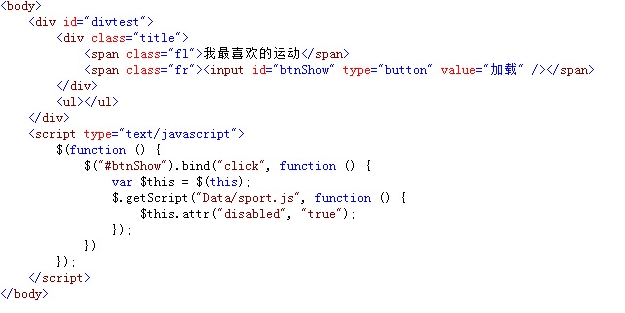 <body>
    <div id="divtest">
        <div class="title">
            <span class="fl">我最喜欢的运动</span>
            <span class="fr"><input id="btnShow" type="button" value="加载" /></span>
        </div>
        <ul></ul>
    </div>
    <script type="text/javascript">
        $(function () {
            $("#btnShow").bind("click", function () {
                var $this = $(this);
                $.getScript("Data/sport.js", function () {
                    $this.attr("disabled", "true");
                });
            })
        });
    </script>
</body>